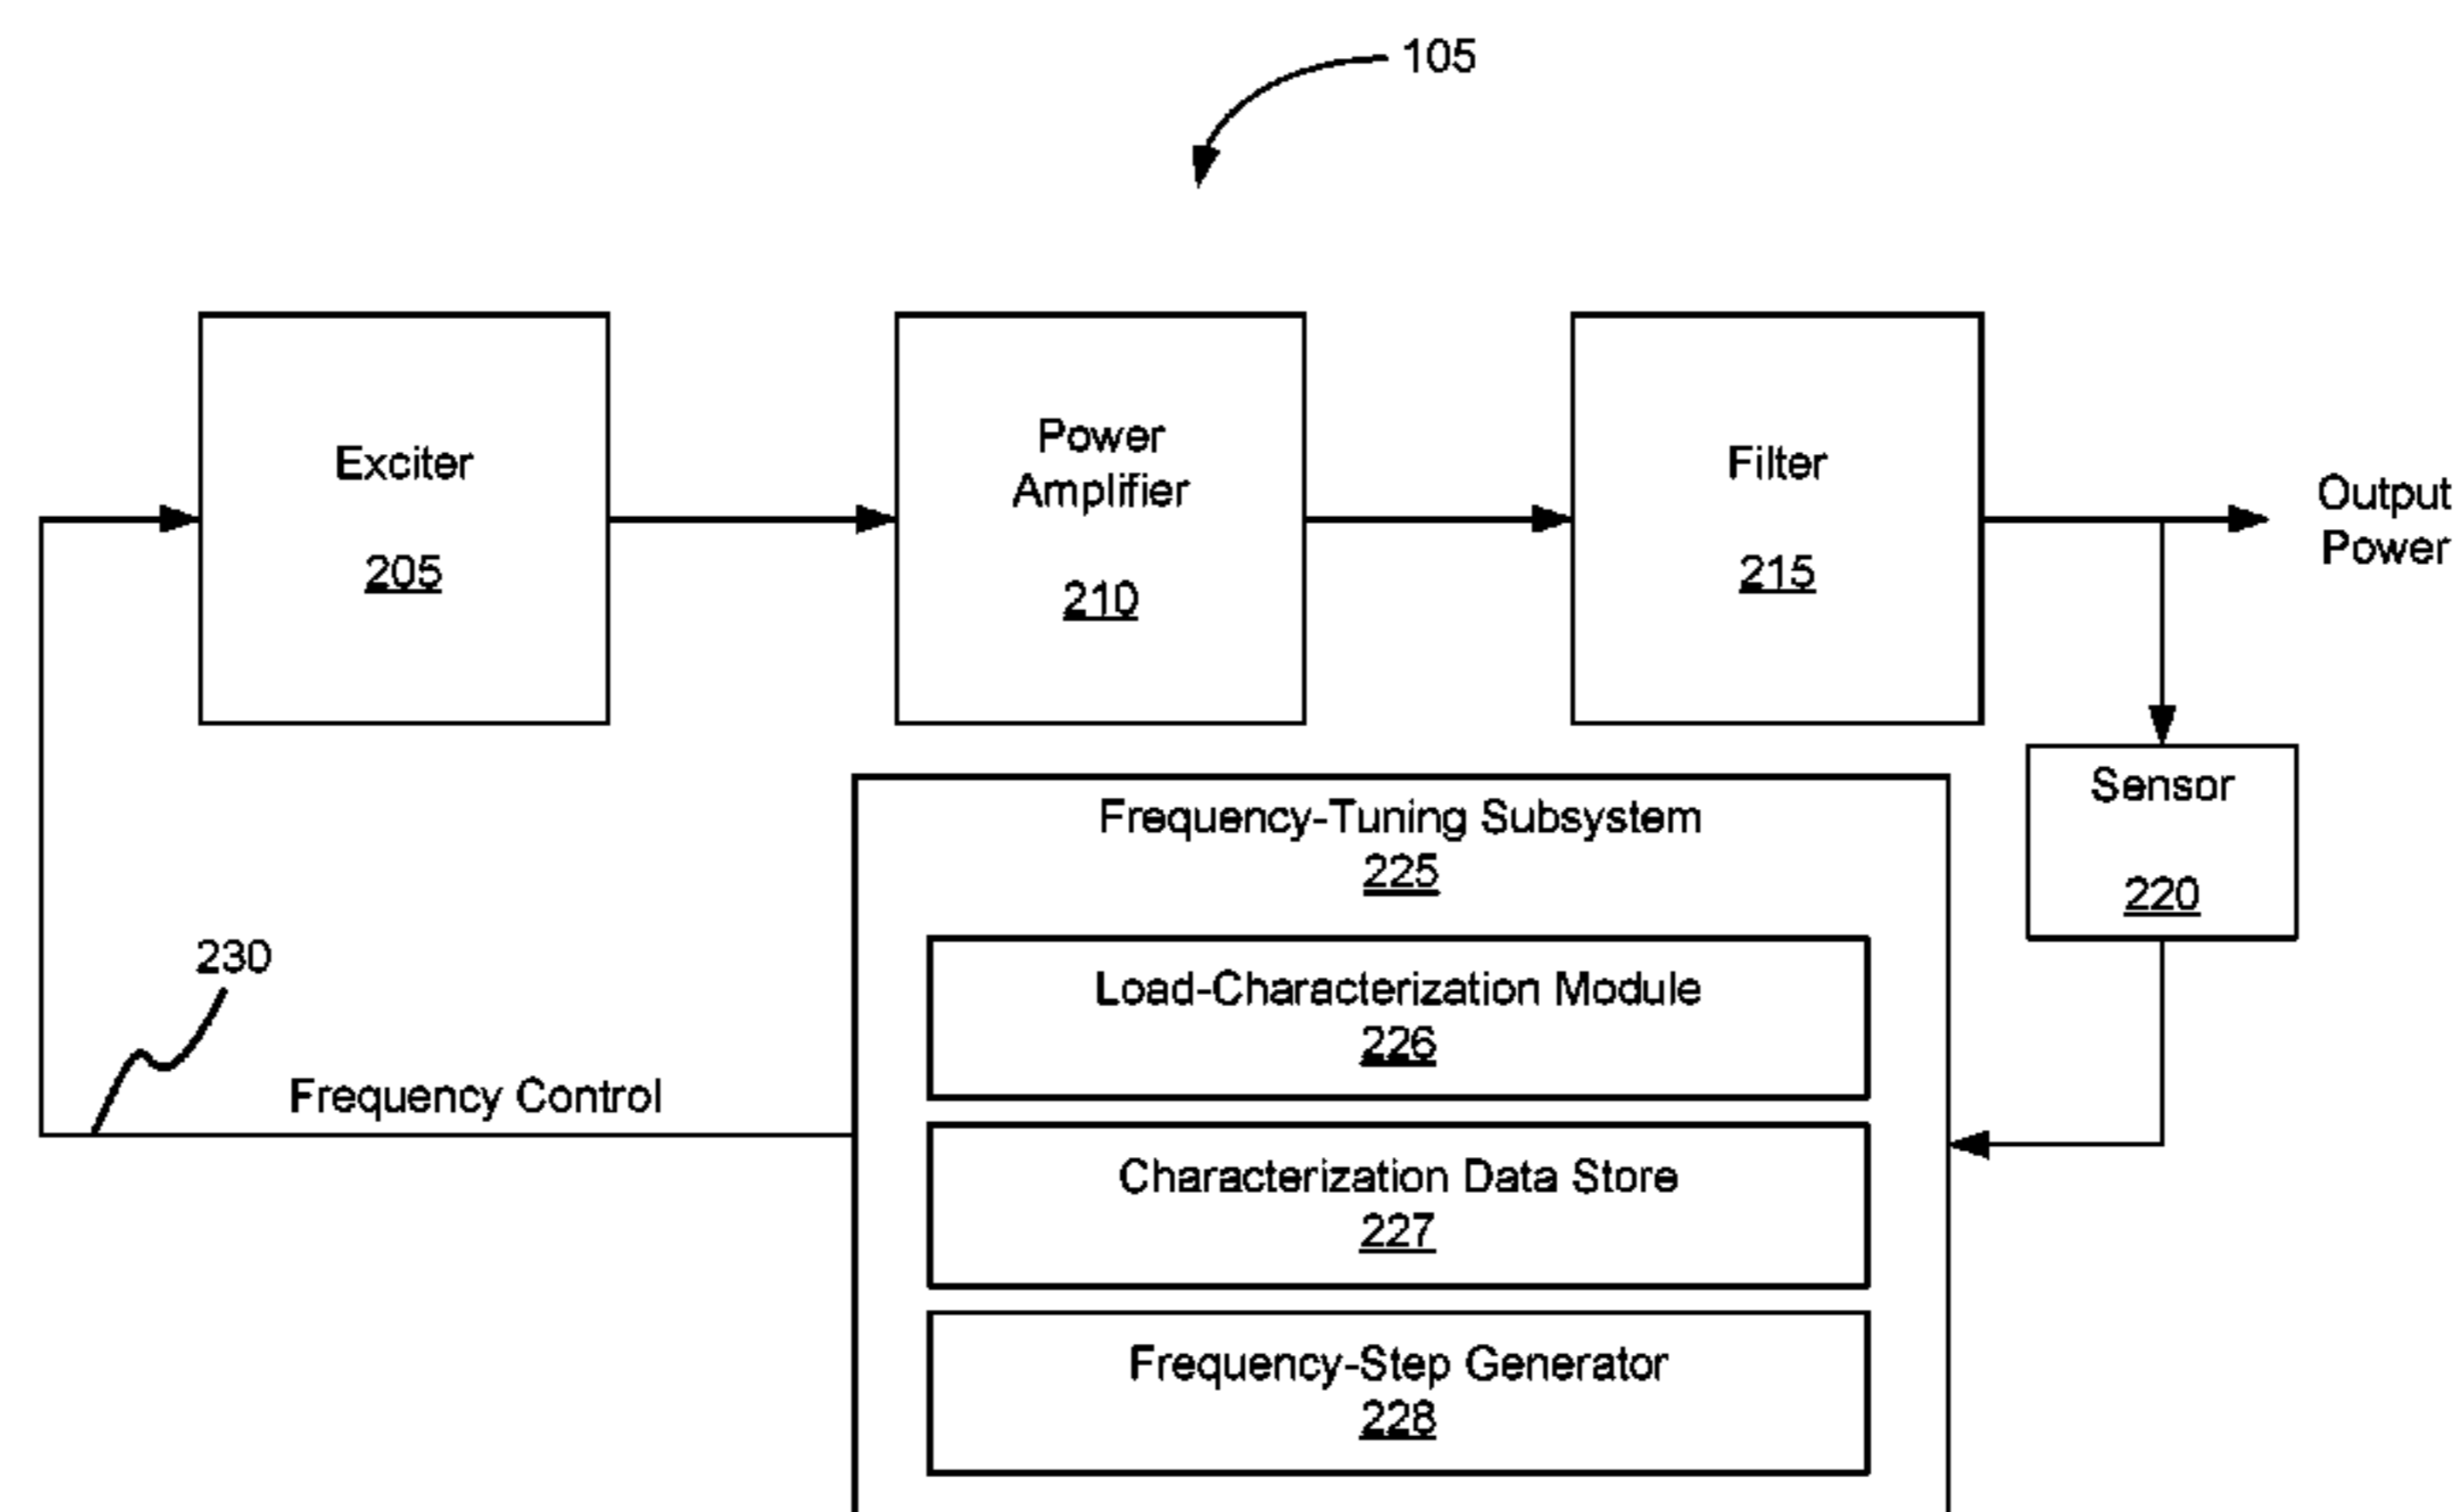 105
Exciter
205
Power
Amplifier
210
Filter
215
Output
Power
Sensor
220
Frequency-Tuning Subsystem
225
Load-Characterization Module
226
Characterization Data Store
227
Frequency-Step Generator
228
230
Frequency Control